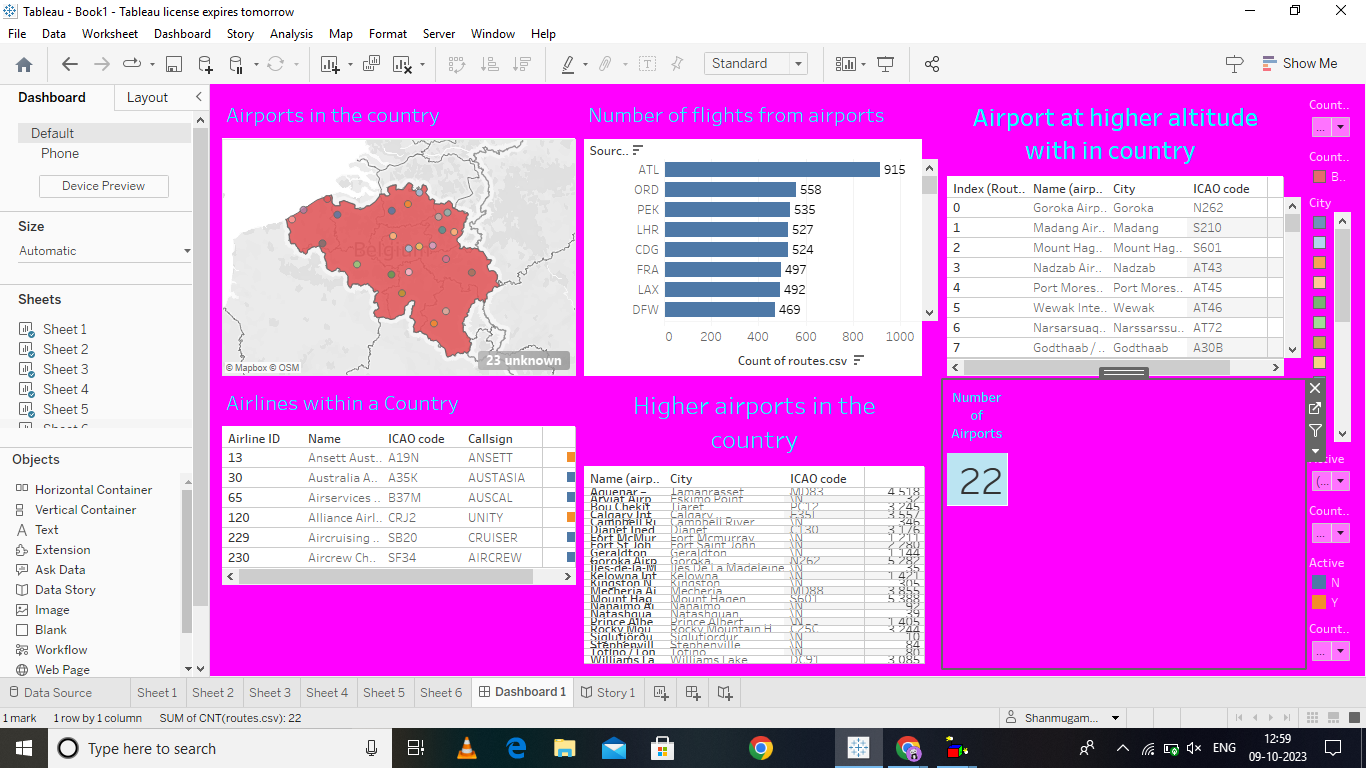 Tableau - Book1 - Tableau license expires tomorrow
File Data Worksheet Dashboard Story Analysis Map Format Server Window Help
Standard
Show Me
Dashboard Layout
Default
Phone
Device Preview
Size
Automatic
Sheets
Sheet 1
Sheet 2
Sheet 3
Sheet 4
Sheet 5
Objects
Horizontal Container
Vertical Container
Text
Extension
Ask Data
Data Story
Image
Blank
Workflow
Web Page
Airports in the country
Belgium
© Mapbox © OSM
23 unknown
Number of flights from airports
Sourc..
ATL 915
ORD 558
PEK 535
LHR 527
CDG 524
FRA 497
LAX 492
DFW 469
0 200 400 600 800 1000
Count of routes.csv
Airport at higher altitude
with in country
Index (Rout.. Name (airp.. City ICAO code
0 Goroka Airp.. Goroka N262
1 Madang Air.. Madang S210
2 Mount Hag.. Mount Hag.. S601
3 Nadzab Air.. Nadzab AT43
4 Port Mores.. Port Mores.. AT45
5 Wewak Inte.. Wewak AT46
6 Narsarsuaq.. Narssarssu.. AT72
7 Godthaab / .. Godthaab A30B
Airlines within a Country
Airline ID Name ICAO code Callsign
13 Ansett Aust.. A19N ANSETT
30 Australia A.. A35K AUSTASIA
65 Airservices .. B37M AUSCAL
120 Alliance Airl.. CRJ2 UNITY
229 Aircruising .. SB20 CRUISER
230 Aircrew Ch.. SF34 AIRCREW
Higher airports in the
country
Name (airp.. City ICAO code
Tamanrasset MD83 4,518
Arviat Airp Eskimo Point \N 32
Bou Chekif Tiaret PC12 3,245
Calgary Int Calgary E35L 3,557
Campbell Ri Campbell River \N 346
Djanet Djanet C130 3,176
Fort McMur Fort Mcmurray \N 1,211
Fort St Joh Fort Saint John \N 2,280
Geraldton Geraldton \N 1,144
Goroka Airp Goroka N262 5,282
Îles-de-la-M Iles De La Madeleine \N 35
Kelowna Int Kelowna \N 1,421
Kingston N Kingston \N 305
Mecheria Ai Mecheria MD88 3,855
Mount Hag Mount Hagen S601 5,388
Nanaimo Ai Nanaimo \N 92
Natashqua Natashquan \N 39
Prince Albe Prince Albert \N 1,405
Rocky Mou Rocky Mountain H C25C 3,244
Siglufjordu Siglufjordur \N 10
Stephenvill Stephenville \N 84
Tofino / Lon Tofino \N 80
Williams La Williams Lake DC91 3,085
Number
of
Airports
22
Count..
...
Count..
B...
City
Active
(...
Count..
...
Active
N
Y
Count..
...
Data Source Sheet 1 Sheet 2 Sheet 3 Sheet 4 Sheet 5 Sheet 6 Dashboard 1 Story 1
1 mark 1 row by 1 column SUM of CNT(routes.csv): 22 Shanmugam...
Type here to search
ENG
12:59
09-10-2023